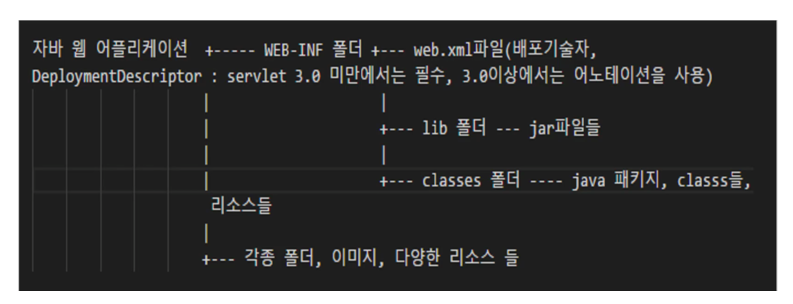 자바 웹 어플리케이션 +----- WEB-INF 폴더 +--- web.xml파일(배포기술자,
DeploymentDescriptor : servlet 3.0 미만에서는 필수, 3.0이상에서는 어노테이션을 사용)
| |
| +--- lib 폴더 --- jar파일들
| |
| +--- classes 폴더 ---- java 패키지, classs들,
리소스들
|
+--- 각종 폴더, 이미지, 다양한 리소스 들